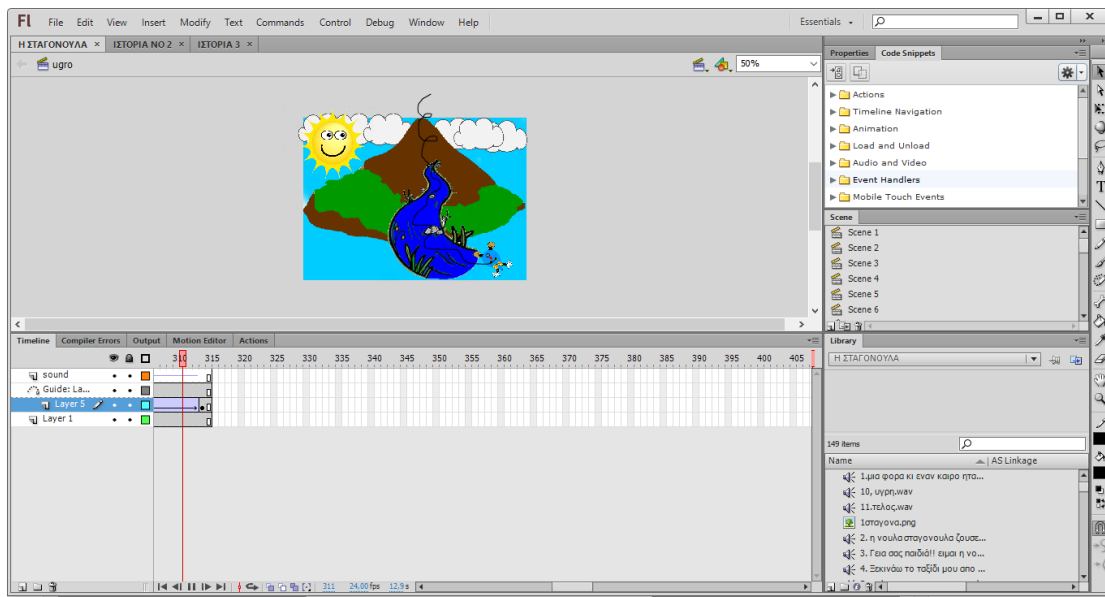 Fl File Edit View Insert Modify Text Commands Control Debug Window Help Essentials
Η ΣΤΑΓΟΝΟΥΛΑ × ΙΣΤΟΡΙΑ ΝΟ 2 × ΙΣΤΟΡΙΑ 3 ×
ugro 50%
Properties Code Snippets
Actions
Timeline Navigation
Animation
Load and Unload
Audio and Video
Event Handlers
Mobile Touch Events
Scene
Scene 1
Scene 2
Scene 3
Scene 4
Scene 5
Scene 6
Timeline Compiler Errors Output Motion Editor Actions
310 315 320 325 330 335 340 345 350 355 360 365 370 375 380 385 390 395 400 405
sound
Guide: La...
Layer 5
Layer 1
311 24.00 fps 12.9 s
Library
Η ΣΤΑΓΟΝΟΥΛΑ
149 items
Name AS Linkage
1.μια φορα κι εναν καιρο ητα...
10, υγρη.wav
11.τελος.wav
1σταγονα.png
2. η νουλα σταγονουλα ζουσε...
3. Γεια σας παιδιά!! ειμαι η νο...
4. Ξεκινάω το ταξίδι μου απο ...